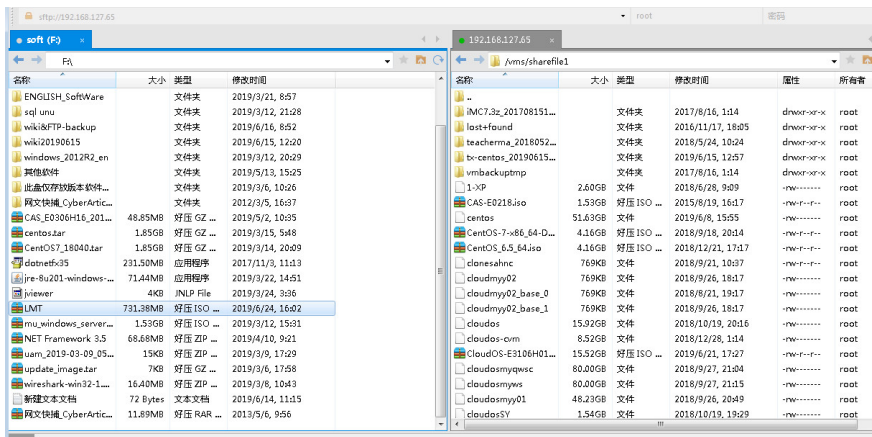 sftp://192.168.127.65 root 密码
soft (F:) × 192.168.127.65 ×
F:\ /vms/sharefile1
名称 大小 类型 修改时间 名称 大小 类型 修改时间 属性 所有者
ENGLISH_SoftWare 文件夹 2019/3/21, 8:57 ..
sql unu 文件夹 2019/3/12, 21:28 iMC7.3z_201708151... 文件夹 2017/8/16, 1:14 drwxr-xr-x root
wiki&FTP-backup 文件夹 2019/6/16, 8:52 lost+found 文件夹 2016/11/17, 18:05 drwxr-xr-x root
wiki20190615 文件夹 2019/6/15, 12:20 teacherma_2018052... 文件夹 2018/5/24, 10:24 drwxr-xr-x root
windows_2012R2_en 文件夹 2019/3/12, 20:29 tx-centos_20190615... 文件夹 2019/6/15, 12:57 drwxr-xr-x root
其他软件 文件夹 2019/5/13, 15:25 vmbackuptmp 文件夹 2017/8/16, 1:14 drwxr-xr-x root
此盘仅存放版本软件... 文件夹 2019/3/6, 10:26 1-XP 2.60GB 文件 2018/6/28, 9:09 -rw------- root
网文快捕_CyberArtic... 文件夹 2012/3/5, 16:37 CAS-E0218.iso 1.53GB 好压 ISO ... 2015/8/19, 16:17 -rw-r--r-- root
CAS_E0306H16_201... 48.85MB 好压 GZ ... 2019/5/2, 10:35 centos 51.63GB 文件 2019/6/8, 15:55 -rw------- root
centos.tar 1.85GB 好压 GZ ... 2019/3/15, 5:48 CentOS-7-x86_64-D... 4.16GB 好压 ISO ... 2018/9/18, 20:14 -rw-r--r-- root
CentOS7_18040.tar 1.85GB 好压 GZ ... 2019/3/14, 20:09 CentOS_6.5_64.iso 4.16GB 好压 ISO ... 2018/12/21, 17:17 -rw-r--r-- root
dotnetfx35 231.50MB 应用程序 2017/11/3, 11:13 clonesahnc 769KB 文件 2018/9/21, 10:37 -rw------- root
jre-8u201-windows-... 71.44MB 应用程序 2019/3/22, 14:51 cloudmyy02 769KB 文件 2018/9/26, 18:17 -rw------- root
jviewer 4KB JNLP File 2019/3/24, 3:36 cloudmyy02_base_0 769KB 文件 2018/8/21, 19:17 -rw------- root
LMT 731.38MB 好压 ISO ... 2019/6/24, 16:02 cloudmyy02_base_1 769KB 文件 2018/9/26, 18:17 -rw------- root
mu_windows_server... 1.53GB 好压 ISO ... 2019/3/12, 15:31 cloudos 15.92GB 文件 2018/10/19, 20:16 -rw------- root
NET Framework 3.5 68.68MB 好压 ZIP ... 2019/4/10, 9:21 cloudos-cvm 8.52GB 文件 2018/12/28, 1:14 -rw------- root
uam_2019-03-09_05... 15KB 好压 ZIP ... 2019/3/9, 17:29 CloudOS-E3106H01... 15.52GB 好压 ISO ... 2019/6/21, 17:27 -rw-r--r-- root
update_image.tar 7KB 好压 GZ ... 2019/3/6, 17:58 cloudosmyqwsc 80.00GB 文件 2018/9/27, 21:04 -rw------- root
wireshark-win32-1.... 16.40MB 好压 ZIP ... 2019/3/8, 10:43 cloudosmyws 80.00GB 文件 2018/9/27, 21:15 -rw------- root
新建文本文档 72 Bytes 文本文档 2019/6/14, 11:15 cloudosmyy01 48.23GB 文件 2018/9/26, 20:49 -rw------- root
网文快捕_CyberArtic... 11.89MB 好压 RAR ... 2013/5/6, 9:56 cloudosSY 1.54GB 文件 2018/10/19, 19:29 -rw------- root